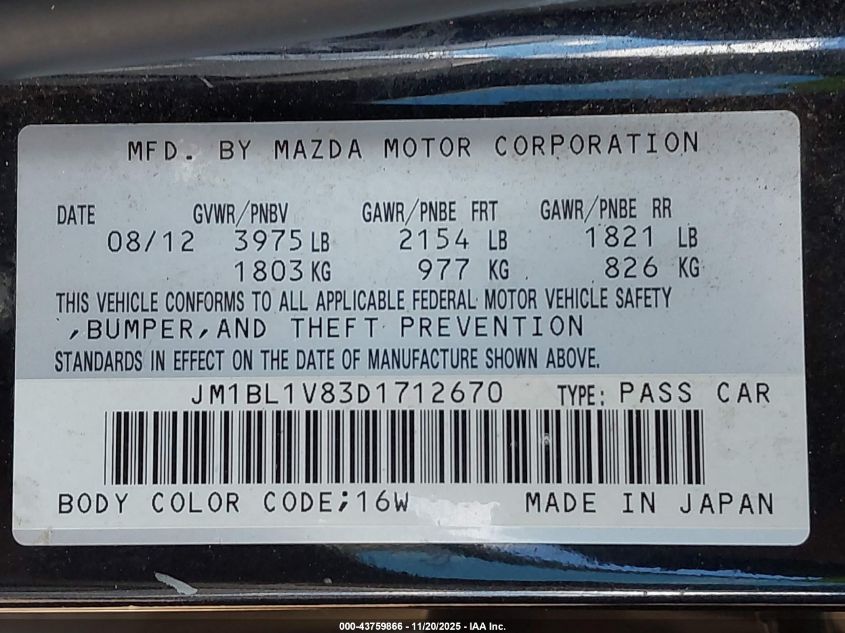 MFD. BY MAZDA MOTOR CORPORATION
DATE GVWR/PNBV GAWR/PNBE FRT GAWR/PNBE RR
08/12 3975 LB 2154 LB 1821 LB
1803 KG 977 KG 826 KG
THIS VEHICLE CONFORMS TO ALL APPLICABLE FEDERAL MOTOR VEHICLE SAFETY
,BUMPER,AND THEFT PREVENTION
STANDARDS IN EFFECT ON THE DATE OF MANUFACTURE SHOWN ABOVE.
JM1BL1V83D1712670 TYPE: PASS CAR
BODY COLOR CODE;16W MADE IN JAPAN
000-43759866 - 11/20/2025 - IAA Inc.